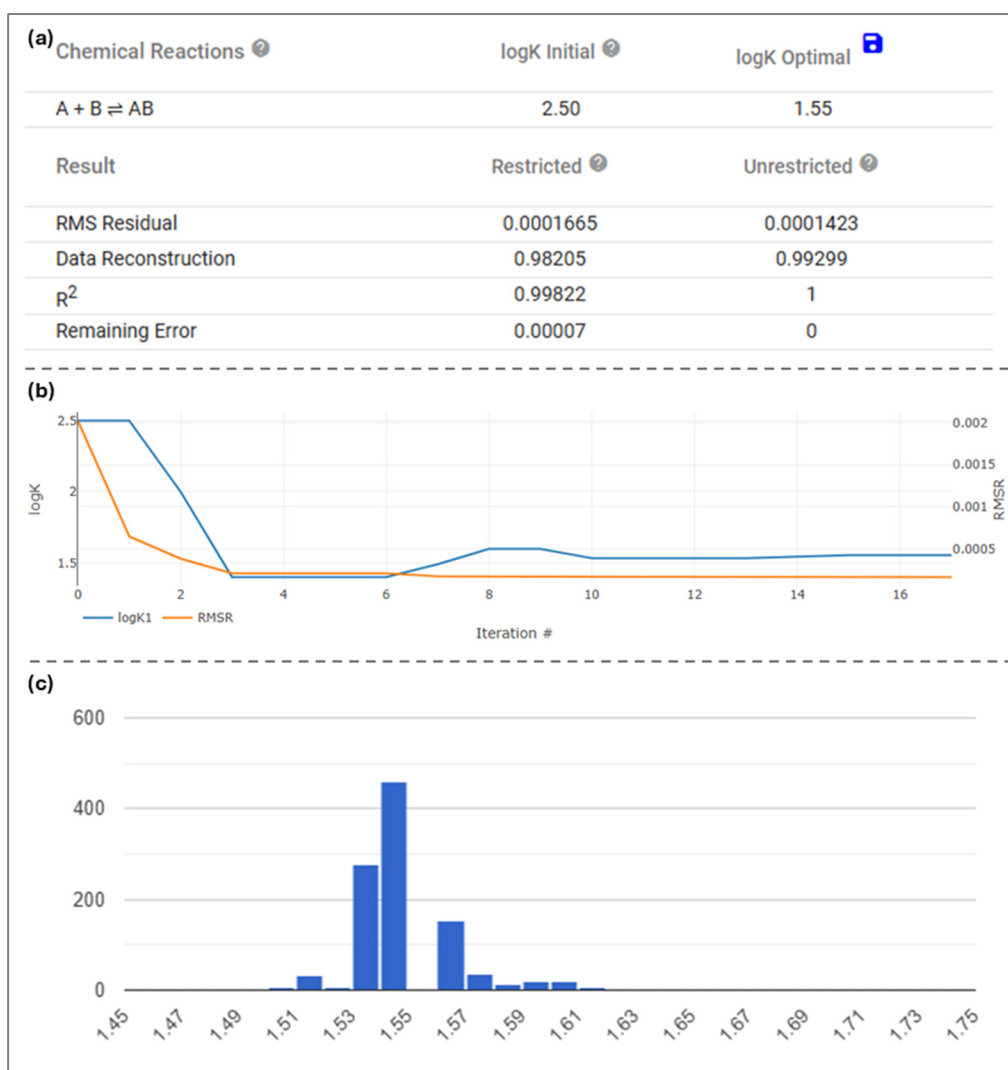 (a) Chemical Reactions ? logK Initial ? logK Optimal
A + B ⇌ AB 2.50 1.55
Result Restricted ? Unrestricted ?
RMS Residual 0.0001665 0.0001423
Data Reconstruction 0.98205 0.99299
R² 0.99822 1
Remaining Error 0.00007 0
(b)
2.5 0.002
0.0015
2 0.001
1.5 0.0005
logK
RMSR
0 2 4 6 8 10 12 14 16
logK1 RMSR
Iteration #
(c)
600
400
200
0
1.45 1.47 1.49 1.51 1.53 1.55 1.57 1.59 1.61 1.63 1.65 1.67 1.69 1.71 1.73 1.75